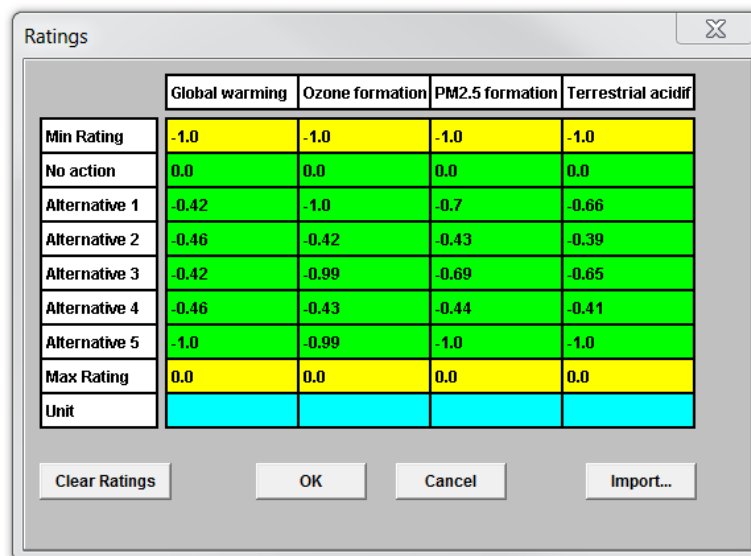 Ratings
Global warming Ozone formation PM2.5 formation Terrestrial acidif
Min Rating -1.0 -1.0 -1.0 -1.0
No action 0.0 0.0 0.0 0.0
Alternative 1 -0.42 -1.0 -0.7 -0.66
Alternative 2 -0.46 -0.42 -0.43 -0.39
Alternative 3 -0.42 -0.99 -0.69 -0.65
Alternative 4 -0.46 -0.43 -0.44 -0.41
Alternative 5 -1.0 -0.99 -1.0 -1.0
Max Rating 0.0 0.0 0.0 0.0
Unit
Clear Ratings OK Cancel Import...